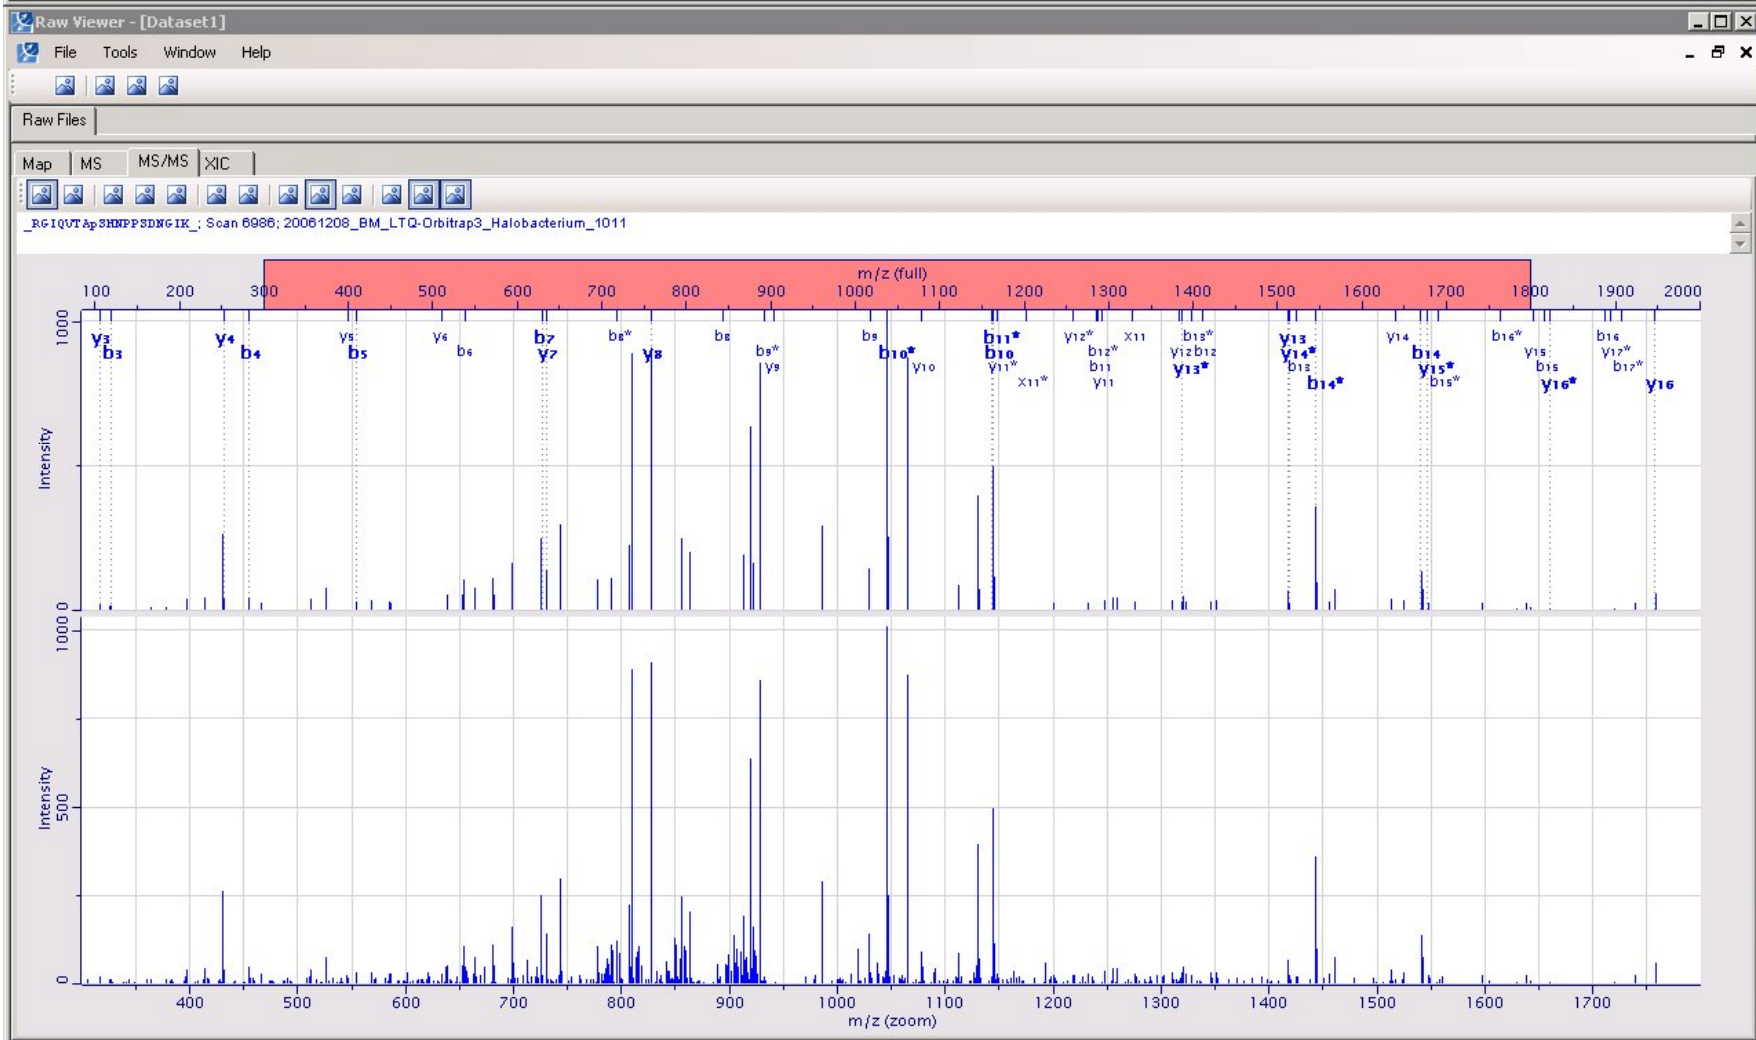 Raw Viewer - [Dataset1]
File Tools Window Help
Raw Files
Map MS MS/MS XIC
_RGIQVTApSHNPPSDNGIK_; Scan 6986; 20061208_BM_LTQ-Orbitrap3_Halobacterium_1011
m/z (full)
100 200 300 400 500 600 700 800 900 1000 1100 1200 1300 1400 1500 1600 1700 1800 1900 2000
y3 y4 y5 y6 b7 b8* b8 b9 b11* y12* x11 b13* y13 y14 b16* b16
b3 b4 b5 b6 y7 y8 b9* b10* b10 b12* y12 b12 y14* b14 y15 y17*
y9 y10 y11* b11 y13* b13 y15* b15 b17*
x11* y11 b14* b15* y16* y16
1000
Intensity
0
1000
Intensity
500
0
400 500 600 700 800 900 1000 1100 1200 1300 1400 1500 1600 1700
m/z (zoom)